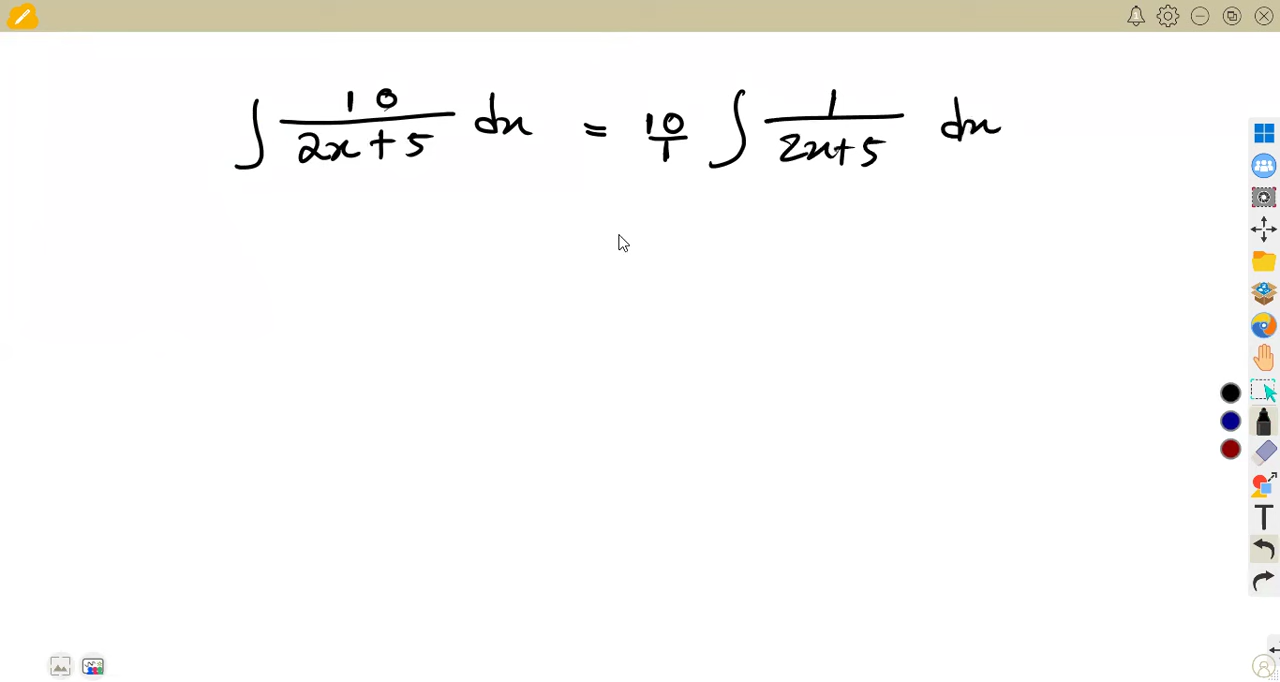 ∫ 10/(2x+5) dx = 10/1 ∫ 1/(2x+5) dx
T